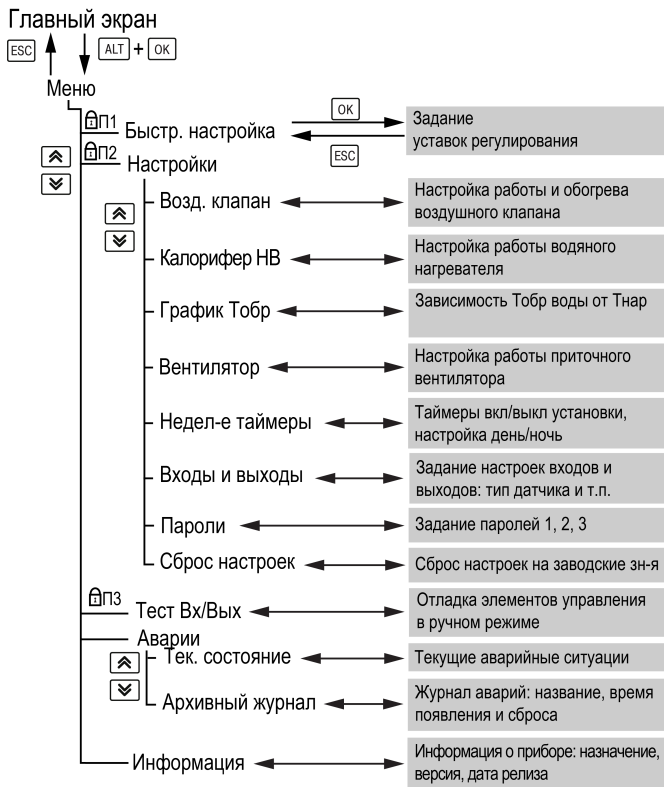 Главный экран
ESC ALT + OK
Меню
П1
Быстр. настройка
OK
ESC
Задание
уставок регулирования
П2
Настройки
Возд. клапан
Настройка работы и обогрева
воздушного клапана
Калорифер НВ
Настройка работы водяного
нагревателя
График Тобр
Зависимость Тобр воды от Тнар
Вентилятор
Настройка работы приточного
вентилятора
Недел-е таймеры
Таймеры вкл/выкл установки,
настройка день/ночь
Входы и выходы
Задание настроек входов и
выходов: тип датчика и т.п.
Пароли
Задание паролей 1, 2, 3
Сброс настроек
Сброс настроек на заводские зн-я
П3
Тест Вх/Вых
Отладка элементов управления
в ручном режиме
Аварии
Тек. состояние
Текущие аварийные ситуации
Архивный журнал
Журнал аварий: название, время
появления и сброса
Информация
Информация о приборе: назначение,
версия, дата релиза